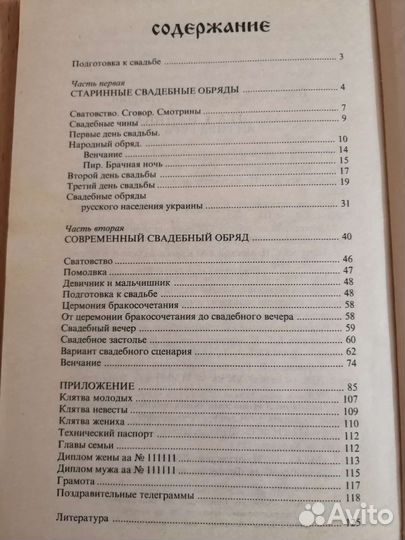 СОДЕРЖАНИЕ
Подготовка к свадьбе 3
Часть первая
СТАРИННЫЕ СВАДЕБНЫЕ ОБРЯДЫ 4
Сватовство. Сговор. Смотрины 7
Свадебные чины 9
Первые день свадьбы.
Народный обряд. 10
Венчание 14
Пир. Брачная ночь 15
Второй день свадьбы 17
Третий день свадьбы 19
Свадебные обряды
русского населения украины 31
Часть вторая
СОВРЕМЕННЫЙ СВАДЕБНЫЙ ОБРЯД 40
Сватовство 46
Помолвка 47
Девичник и мальчишник 48
Подготовка к свадьбе 48
Цермония бракосочетания 58
От церемонии бракосочетания до свадебного вечера 58
Свадебный вечер 59
Свадебное застолье 60
Вариант свадебного сценария 62
Венчание 74
ПРИЛОЖЕНИЕ 85
Клятва молодых 107
Клятва невесты 109
Клятва жениха 110
Технический паспорт 112
Главы семьи 112
Диплом жены аа № 111111 113
Диплом мужа аа № 111111 115
Грамота 117
Поздравительные телеграммы 118
Литература 125
Avito